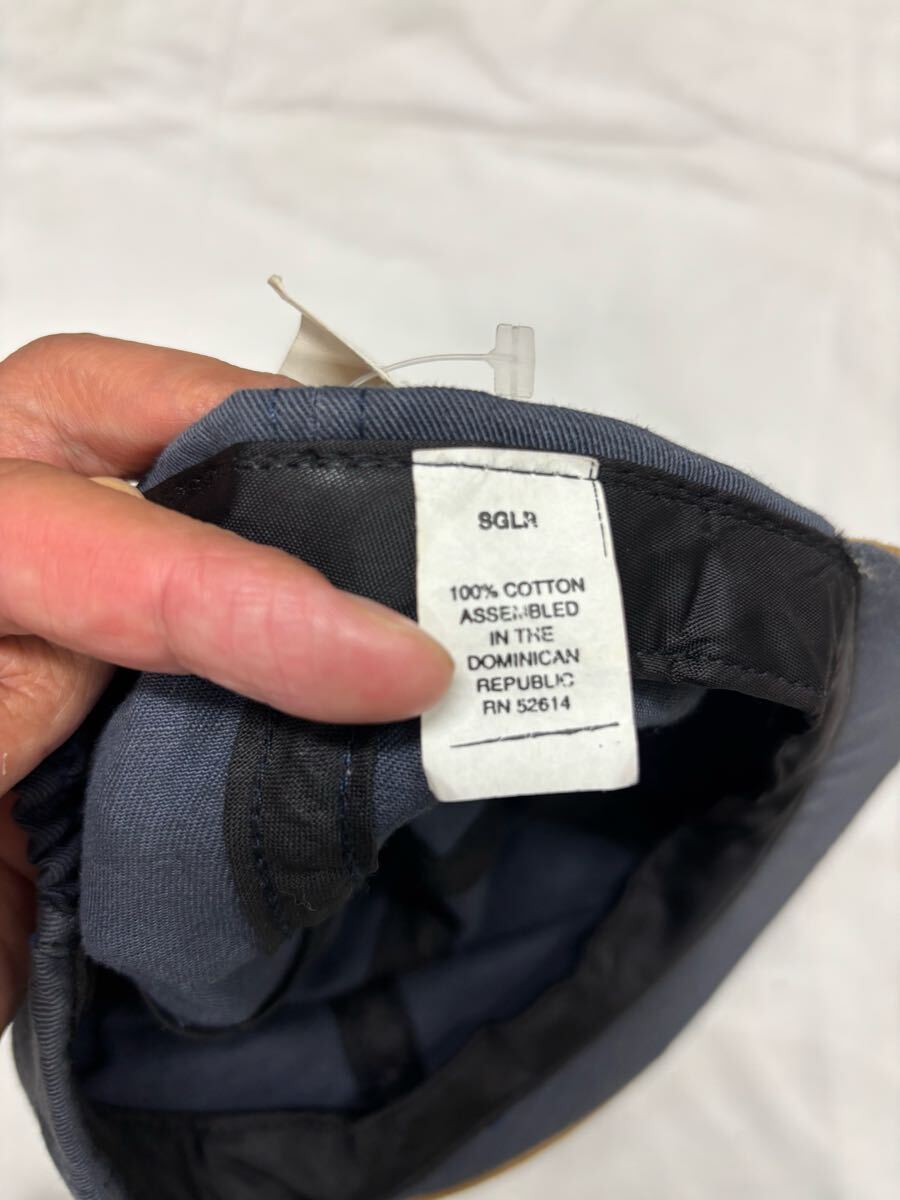 SGLR
100% COTTON
ASSEMBLED
IN THE
DOMINICAN
REPUBLIC
RN 52614